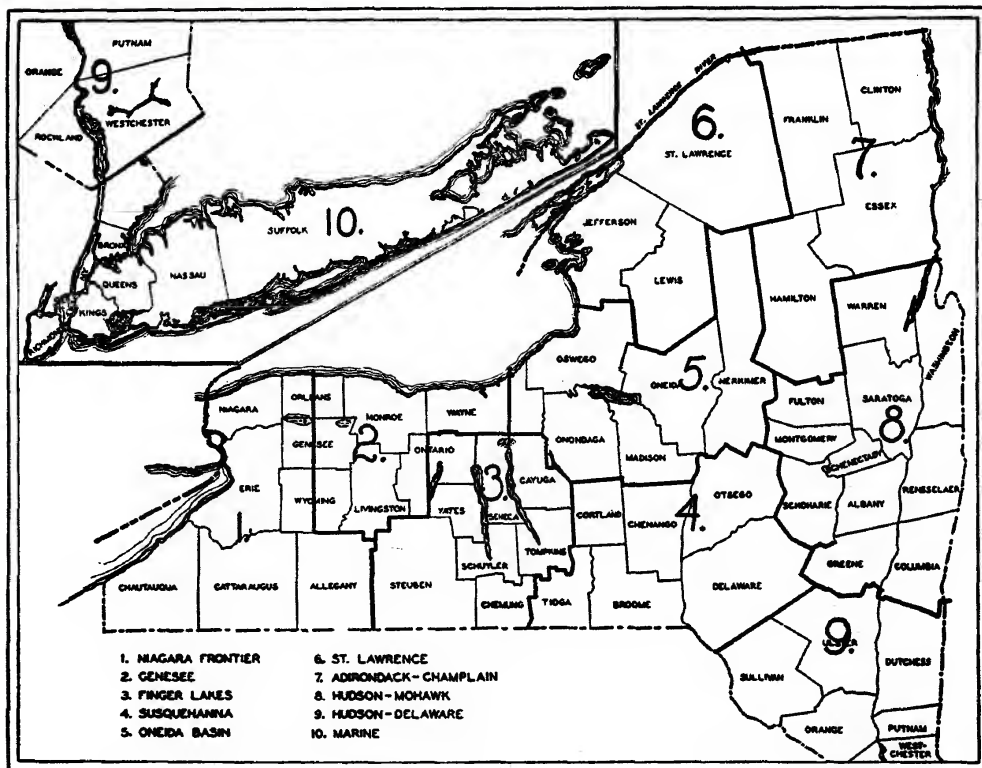 PUTNAM
ORANGE
9.
WESTCHESTER
ROCKLAND
SUFFOLK
10.
BRONX
NASSAU
QUEENS
KINGS
RICHMOND
ST. LAWRENCE RIVER
6.
ST. LAWRENCE
FRANKLIN
CLINTON
7.
ESSEX
JEFFERSON
LEWIS
HAMILTON
WARREN
WASHINGTON
OSWEGO
ONEIDA
5.
HERKIMER
FULTON
SARATOGA
8.
MONTGOMERY
SCHENECTADY
NIAGARA
ORLEANS
MONROE
WAYNE
GENESEE
2.
ONTARIO
ONONDAGA
MADISON
ERIE
WYOMING
LIVINGSTON
YATES
3.
SENECA
CAYUGA
CORTLAND
CHENANGO
4.
OTSEGO
SCHOHARIE
ALBANY
RENSSELAER
1.
SCHUYLER
TOMPKINS
CHAUTAUQUA
CATTARAUGUS
ALLEGANY
STEUBEN
CHEMUNG
TIOGA
BROOME
DELAWARE
GREENE
COLUMBIA
9.
ULSTER
DUTCHESS
SULLIVAN
ORANGE
PUTNAM
WEST-
CHESTER
1. NIAGARA FRONTIER
2. GENESEE
3. FINGER LAKES
4. SUSQUEHANNA
5. ONEIDA BASIN
6. ST. LAWRENCE
7. ADIRONDACK-CHAMPLAIN
8. HUDSON-MOHAWK
9. HUDSON-DELAWARE
10. MARINE